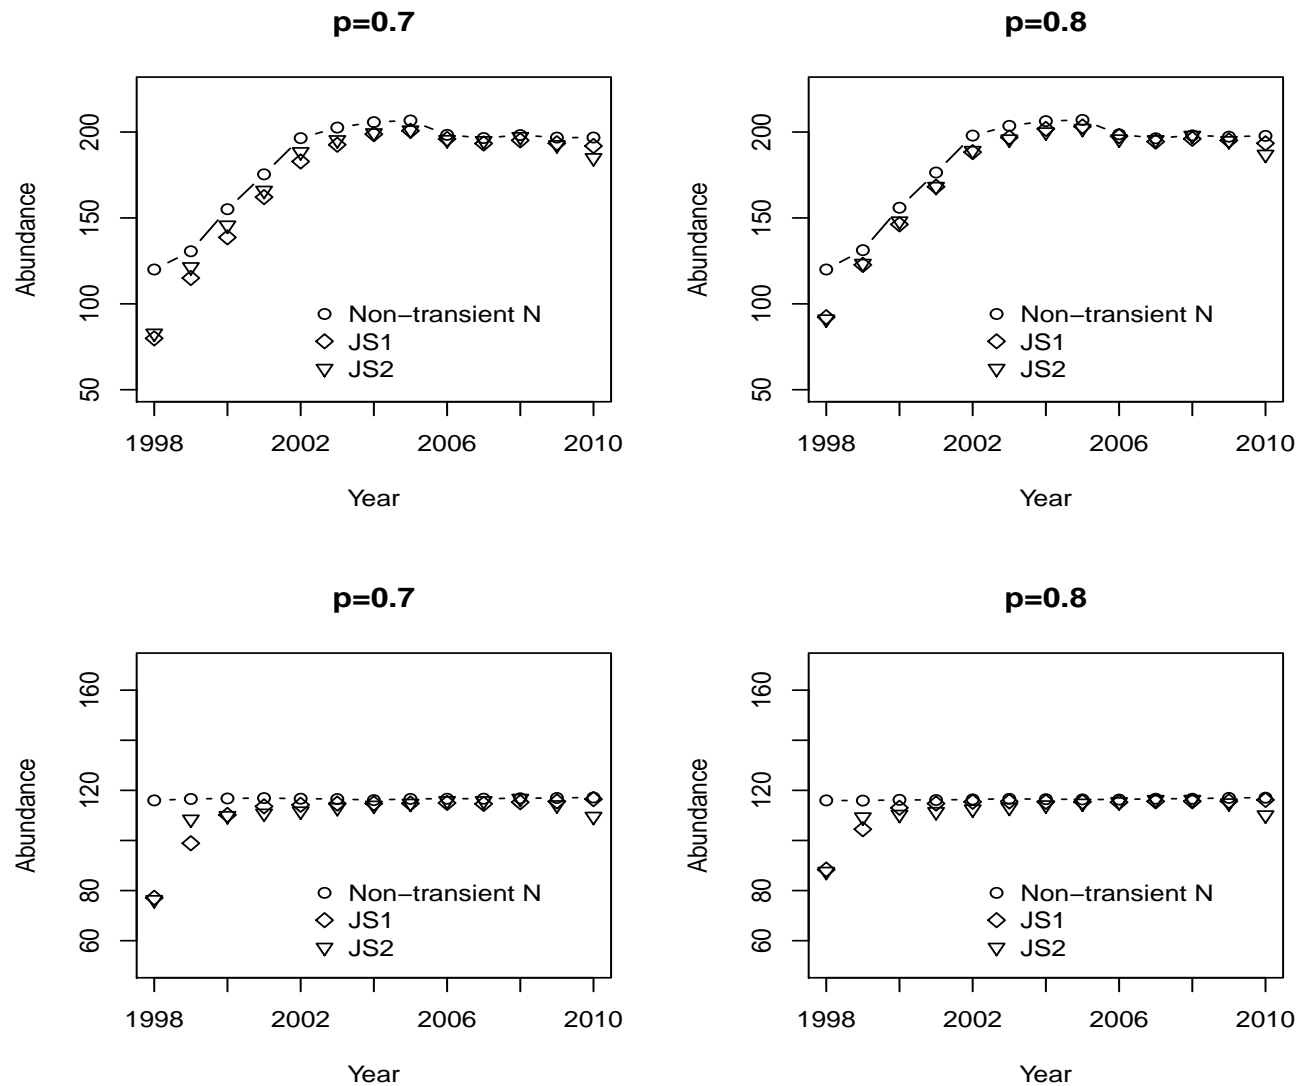 p=0.7
Abundance
200
150
100
50
Non−transient N
JS1
JS2
1998 2002 2006 2010
Year
p=0.8
Abundance
200
150
100
50
Non−transient N
JS1
JS2
1998 2002 2006 2010
Year
p=0.7
Abundance
160
120
80
60
Non−transient N
JS1
JS2
1998 2002 2006 2010
Year
p=0.8
Abundance
160
120
80
60
Non−transient N
JS1
JS2
1998 2002 2006 2010
Year